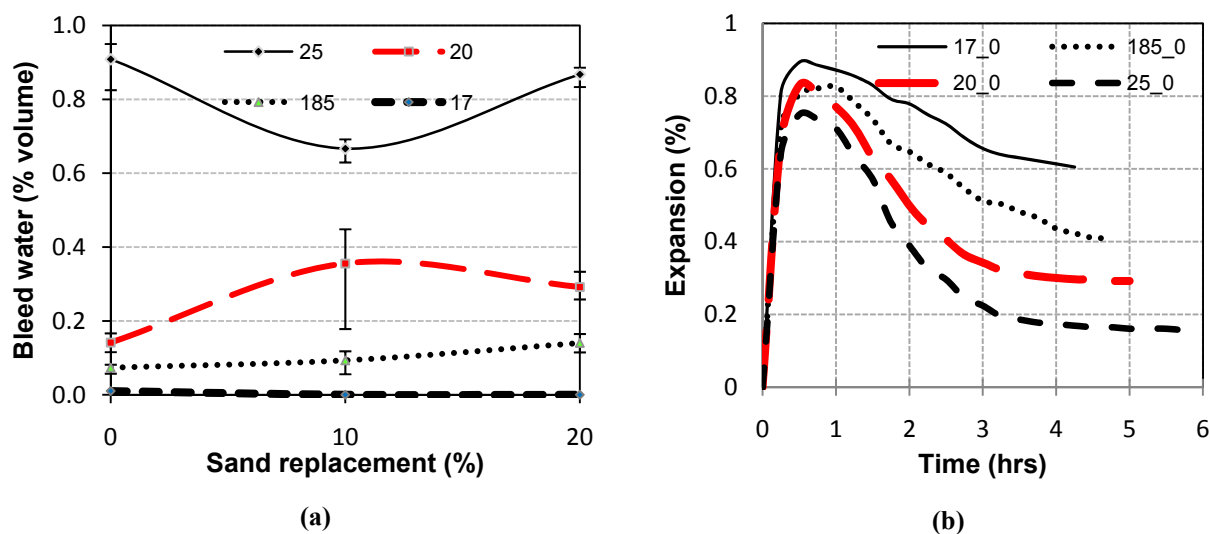 1.0
0.8
0.6
0.4
0.2
0.0
Bleed water (% volume)
25 20
185 17
0 10 20
Sand replacement (%)
(a)
1
0.8
0.6
0.4
0.2
0
Expansion (%)
17_0 185_0
20_0 25_0
0 1 2 3 4 5 6
Time (hrs)
(b)